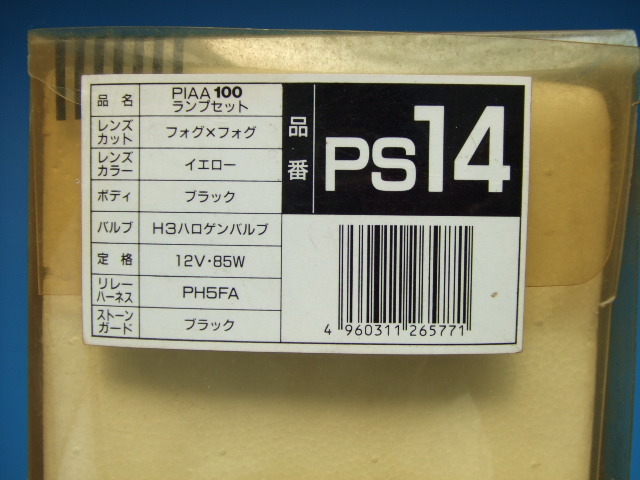 品名 PIAA 100 ランプセット
レンズカット フォグ×フォグ
レンズカラー イエロー
ボディ ブラック
バルブ H3ハロゲンバルブ
定格 12V・85W
リレーハーネス PH5FA
ストーンガード ブラック
品番 PS14
4 960311 265771